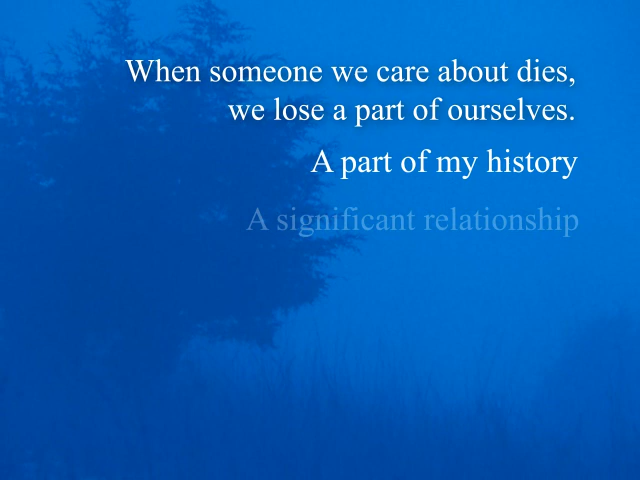 When someone we care about dies,
we lose a part of ourselves.
A part of my history
A significant relationship